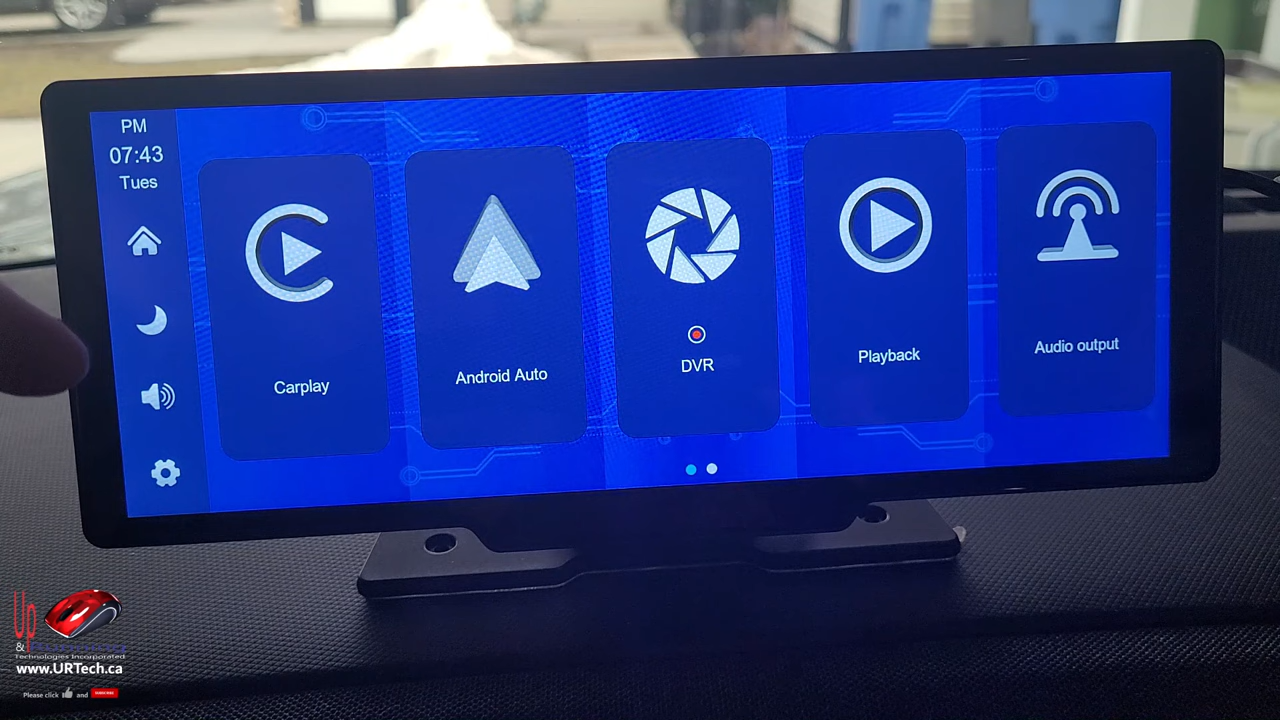 PM
07:43
Tues
Carplay
Android Auto
DVR
Playback
Audio output
Up
&
Technologies Incorporated
www.URTech.ca
Please click and
SUBSCRIBE